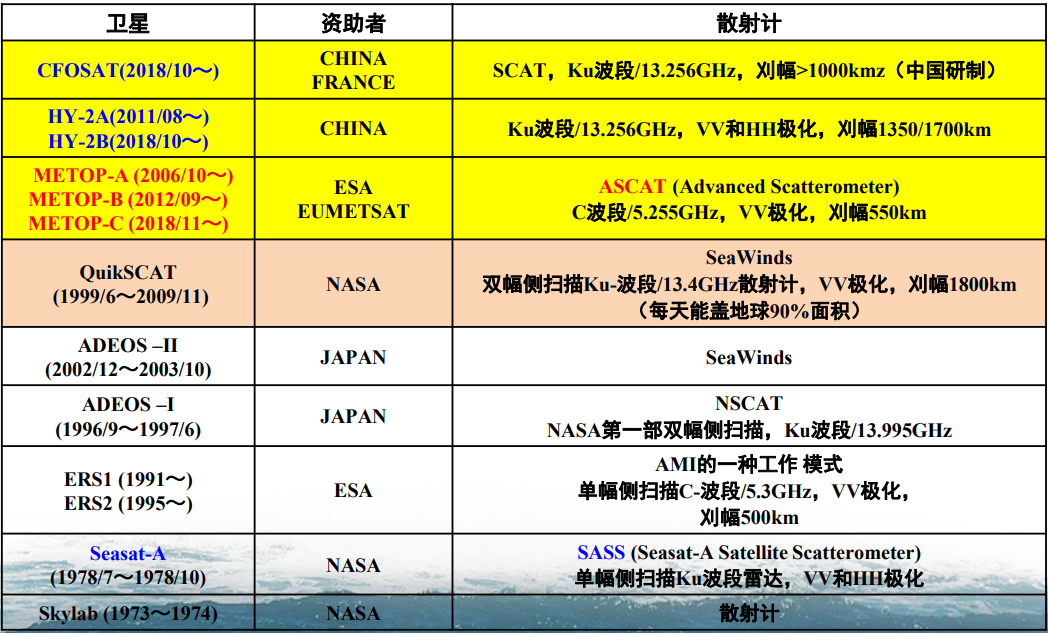 卫星 资助者 散射计
CFOSAT(2018/10～)
CHINA
FRANCE
SCAT，Ku波段/13.256GHz，刈幅>1000kmz（中国研制）
HY-2A(2011/08～)
HY-2B(2018/10～)
CHINA
Ku波段/13.256GHz，VV和HH极化，刈幅1350/1700km
METOP-A (2006/10～)
METOP-B (2012/09～)
METOP-C (2018/11～)
ESA
EUMETSAT
ASCAT (Advanced Scatterometer)
C波段/5.255GHz，VV极化，刈幅550km
QuikSCAT
(1999/6～2009/11)
NASA
SeaWinds
双幅侧扫描Ku-波段/13.4GHz散射计，VV极化，刈幅1800km
（每天能盖地球90%面积）
ADEOS –II
(2002/12～2003/10)
JAPAN
SeaWinds
ADEOS –I
(1996/9～1997/6)
JAPAN
NSCAT
NASA第一部双幅侧扫描，Ku波段/13.995GHz
ERS1 (1991～)
ERS2 (1995～)
ESA
AMI的一种工作 模式
单幅侧扫描C-波段/5.3GHz，VV极化，
刈幅500km
Seasat-A
(1978/7～1978/10)
NASA
SASS (Seasat-A Satellite Scatterometer)
单幅侧扫描Ku波段雷达，VV和HH极化
Skylab (1973～1974)
NASA
散射计